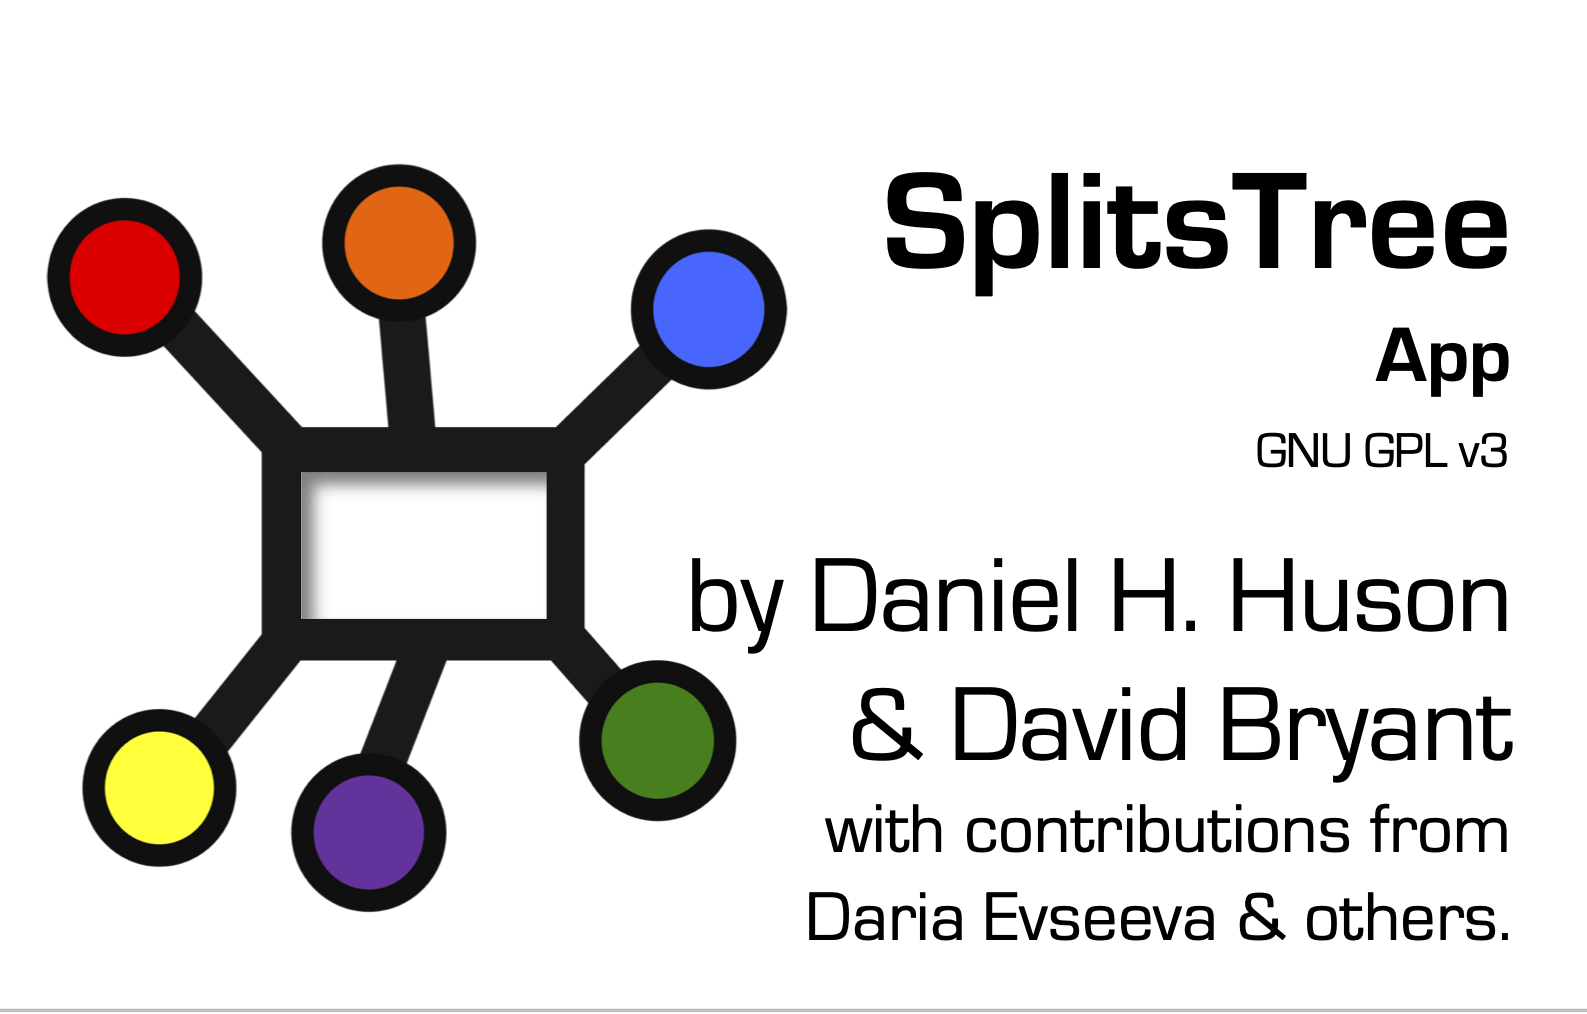 SplitsTree
App
GNU GPL v3
by Daniel H. Huson
& David Bryant
with contributions from
Daria Evseeva & others.